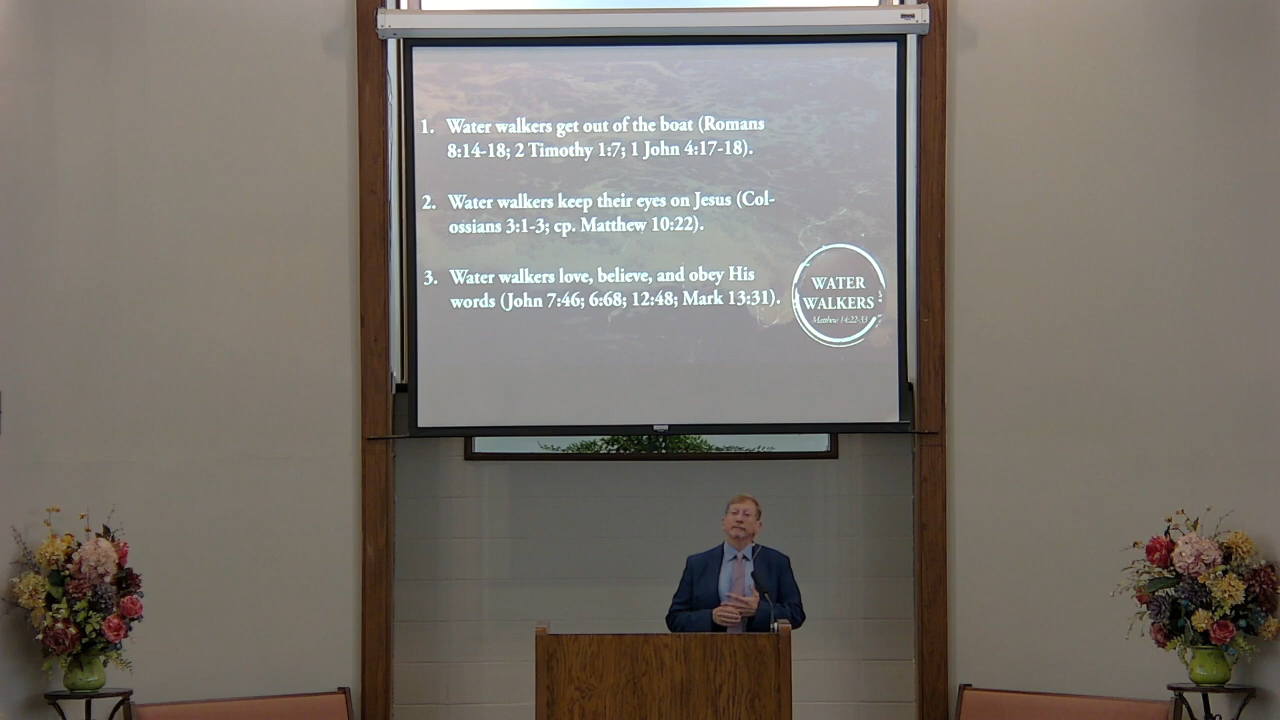 1. Water walkers get out of the boat (Romans
8:14-18; 2 Timothy 1:7; 1 John 4:17-18).
2. Water walkers keep their eyes on Jesus (Col-
ossians 3:1-3; cp. Matthew 10:22).
3. Water walkers love, believe, and obey His
words (John 7:46; 6:68; 12:48; Mark 13:31).
WATER
WALKERS
Matthew 14:22-33